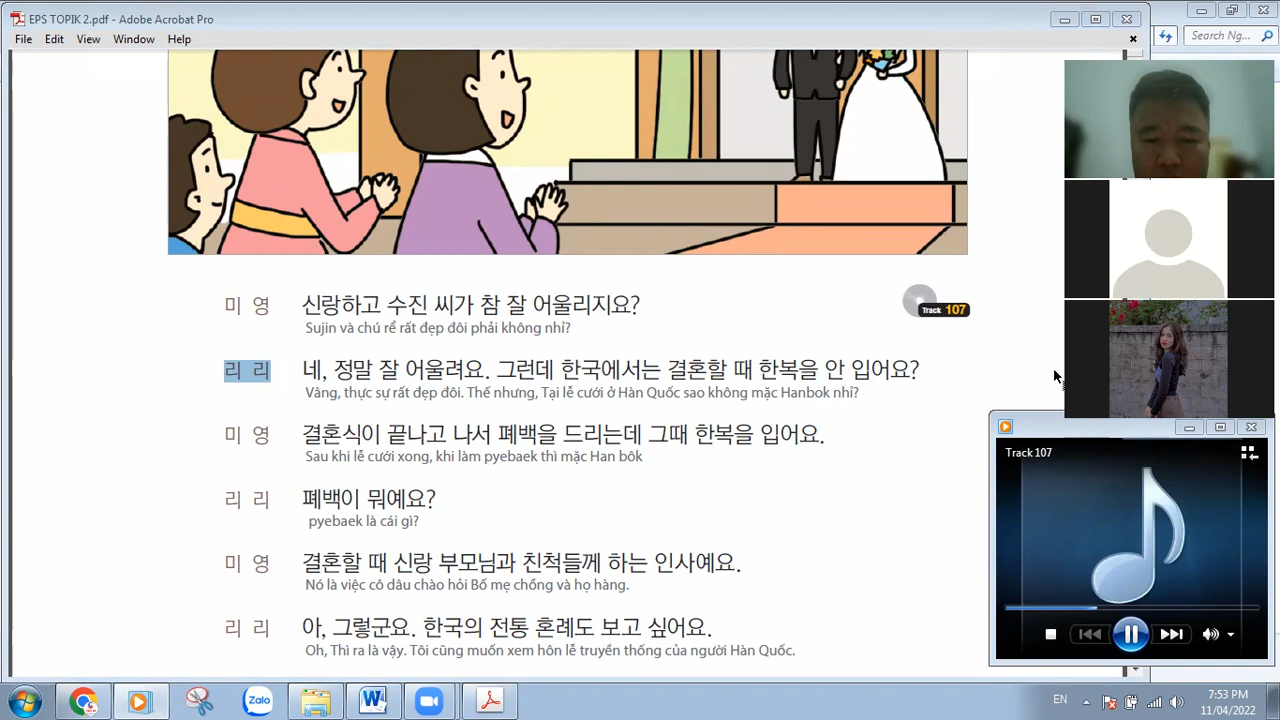 EPS TOPIK 2.pdf - Adobe Acrobat Pro
File Edit View Window Help
Search Ng...
미 영 신랑하고 수진 씨가 참 잘 어울리지요?
Track 107
Sujin và chú rể rất đẹp đôi phải không nhỉ?
리 리 네, 정말 잘 어울려요. 그런데 한국에서는 결혼할 때 한복을 안 입어요?
Vâng, thực sự rất đẹp đôi. Thế nhưng, Tại lễ cưới ở Hàn Quốc sao không mặc Hanbok nhỉ?
미 영 결혼식이 끝나고 나서 폐백을 드리는데 그때 한복을 입어요.
Sau khi lễ cưới xong, khi làm pyebaek thì mặc Han bôk
리 리 폐백이 뭐예요?
pyebaek là cái gì?
미 영 결혼할 때 신랑 부모님과 친척들께 하는 인사예요.
Nó là việc cô dâu chào hỏi Bố mẹ chồng và họ hàng.
리 리 아, 그렇군요. 한국의 전통 혼례도 보고 싶어요.
Oh, Thì ra là vậy. Tôi cũng muốn xem hôn lễ truyền thống của người Hàn Quốc.
Track 107
Zalo
EN
7:53 PM
11/04/2022